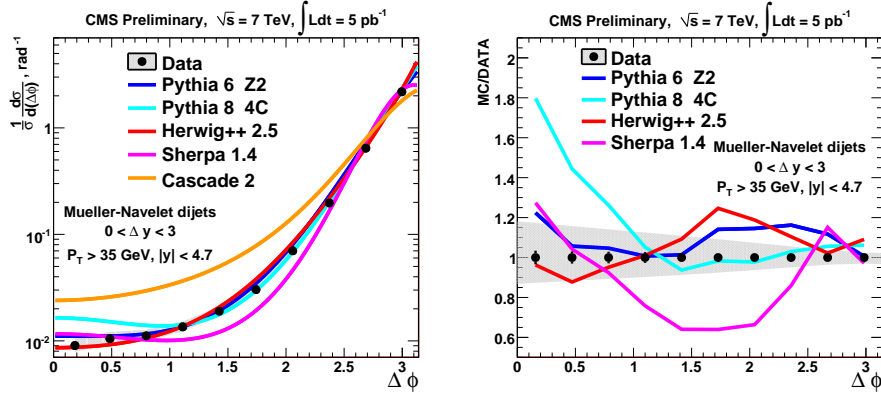 CMS Preliminary, √s = 7 TeV, ∫Ldt = 5 pb⁻¹
1/σ dσ/d(Δϕ), rad⁻¹
Data
Pythia 6 Z2
Pythia 8 4C
Herwig++ 2.5
Sherpa 1.4
Cascade 2
Mueller-Navelet dijets
0 < Δ y < 3
P_T > 35 GeV, |y| < 4.7
1
10⁻¹
10⁻²
0 0.5 1 1.5 2 2.5 3
Δ ϕ
CMS Preliminary, √s = 7 TeV, ∫Ldt = 5 pb⁻¹
MC/DATA
Data
Pythia 6 Z2
Pythia 8 4C
Herwig++ 2.5
Sherpa 1.4
Mueller-Navelet dijets
0 < Δ y < 3
P_T > 35 GeV, |y| < 4.7
2
1.8
1.6
1.4
1.2
1
0.8
0.6
0 0.5 1 1.5 2 2.5 3
Δ ϕ